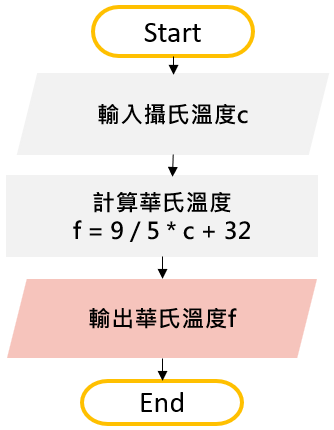 Start
輸入攝氏溫度c
計算華氏溫度
f = 9 / 5 * c + 32
輸出華氏溫度f
End